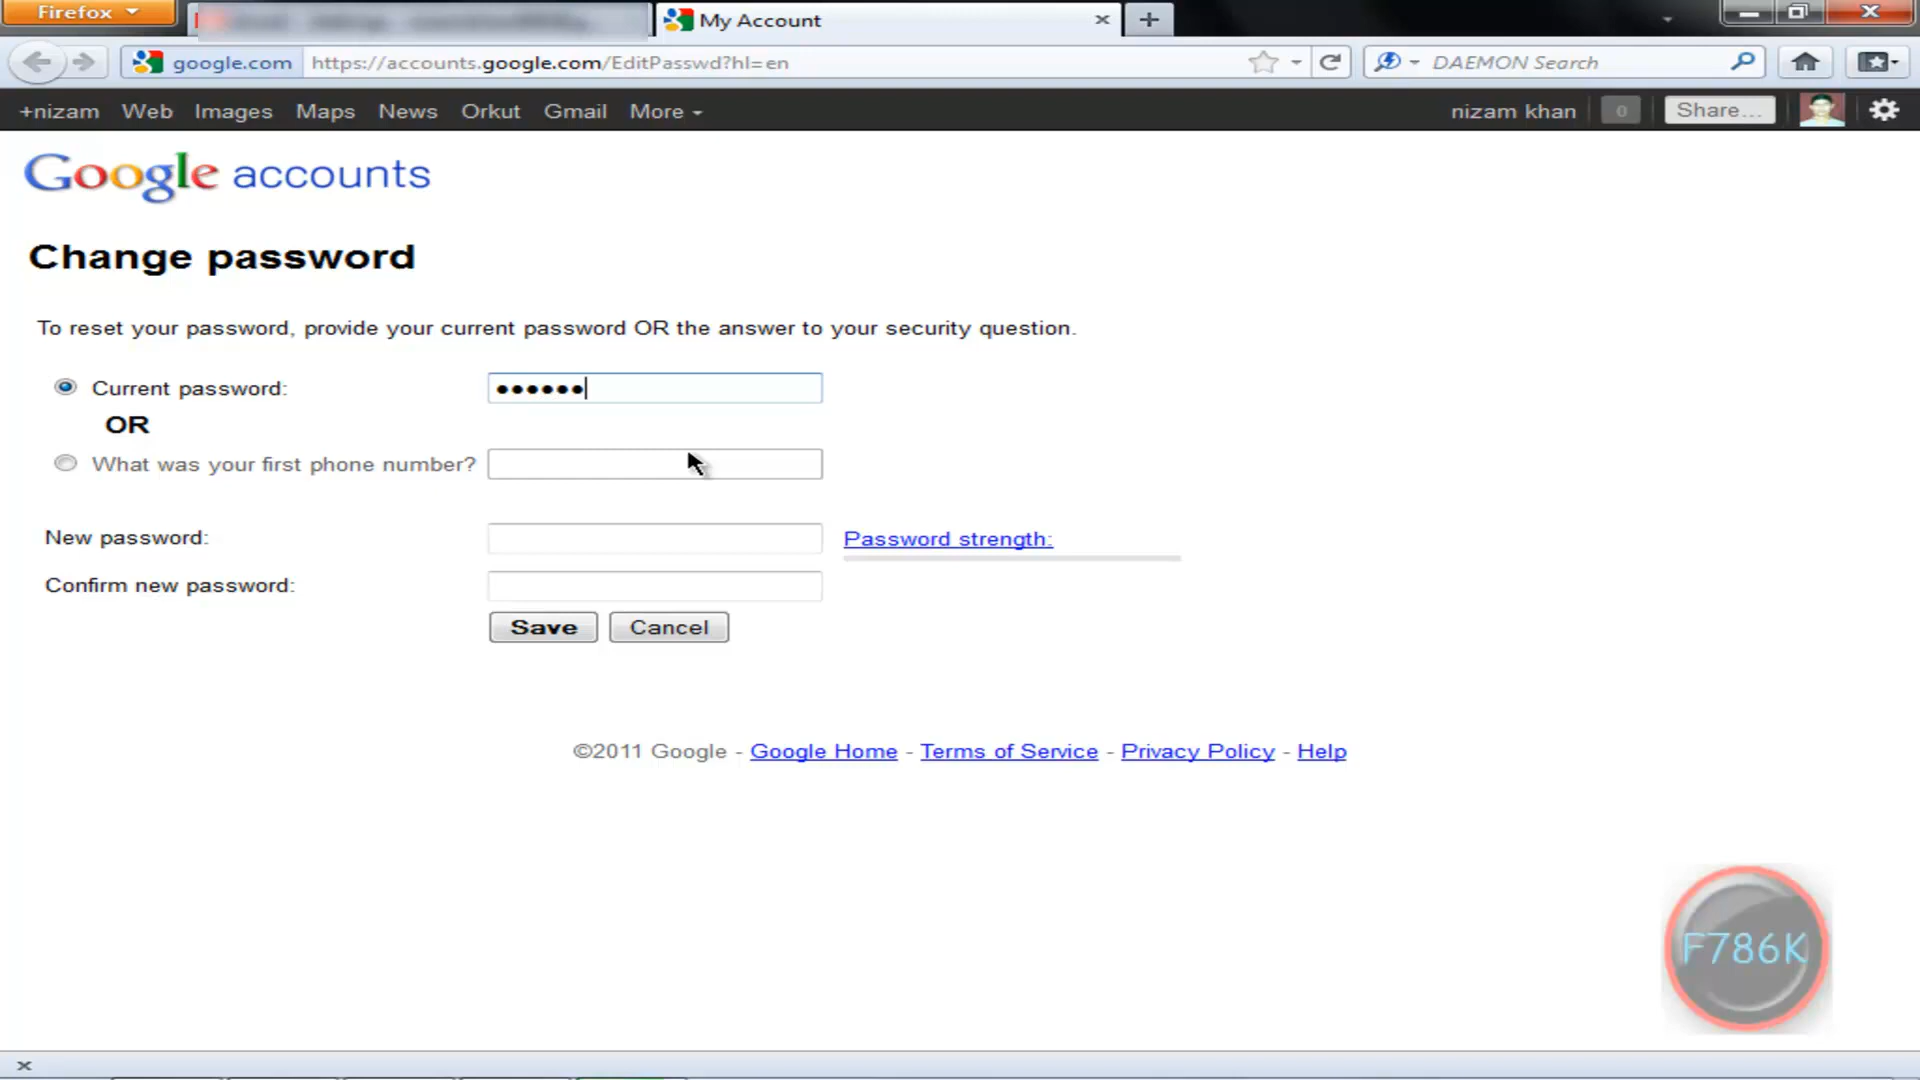 Firefox
My Account
google.com https://accounts.google.com/EditPasswd?hl=en
DAEMON Search
+nizam Web Images Maps News Orkut Gmail More
nizam khan 0 Share...
Google accounts
Change password
To reset your password, provide your current password OR the answer to your security question.
Current password:
OR
What was your first phone number?
New password:
Password strength:
Confirm new password:
Save Cancel
©2011 Google - Google Home - Terms of Service - Privacy Policy - Help
F786K